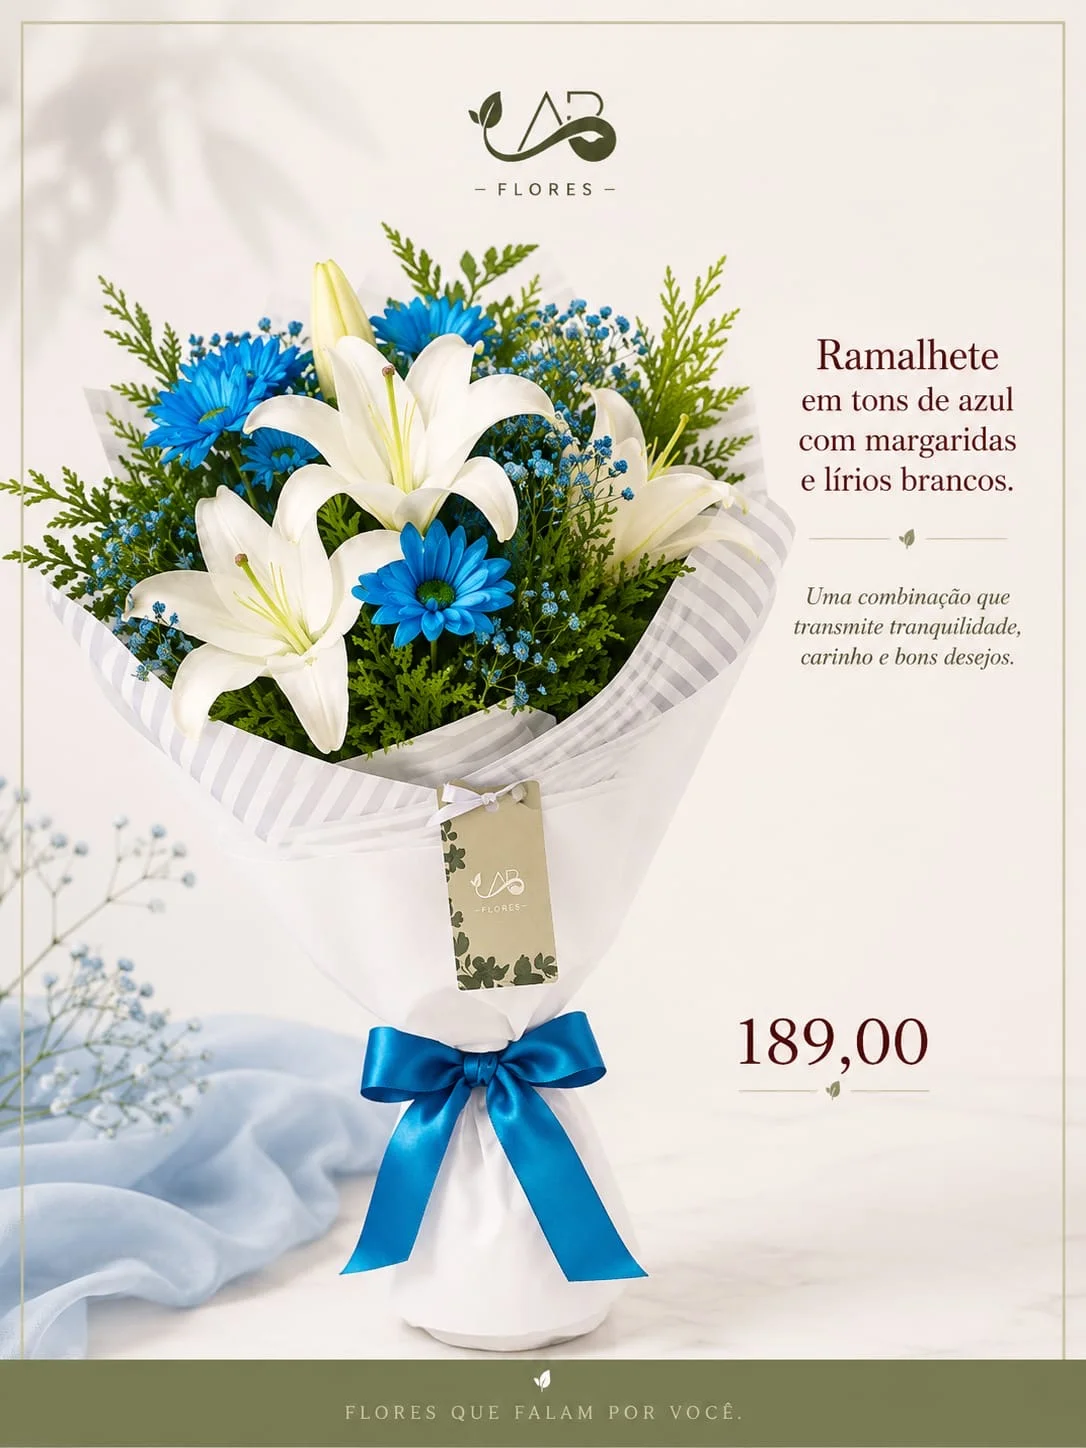 AB
– FLORES –
Ramalhete
em tons de azul
com margaridas
e lírios brancos.
Uma combinação que
transmite tranquilidade,
carinho e bons desejos.
AB
–FLORES–
189,00
FLORES QUE FALAM POR VOCÊ.